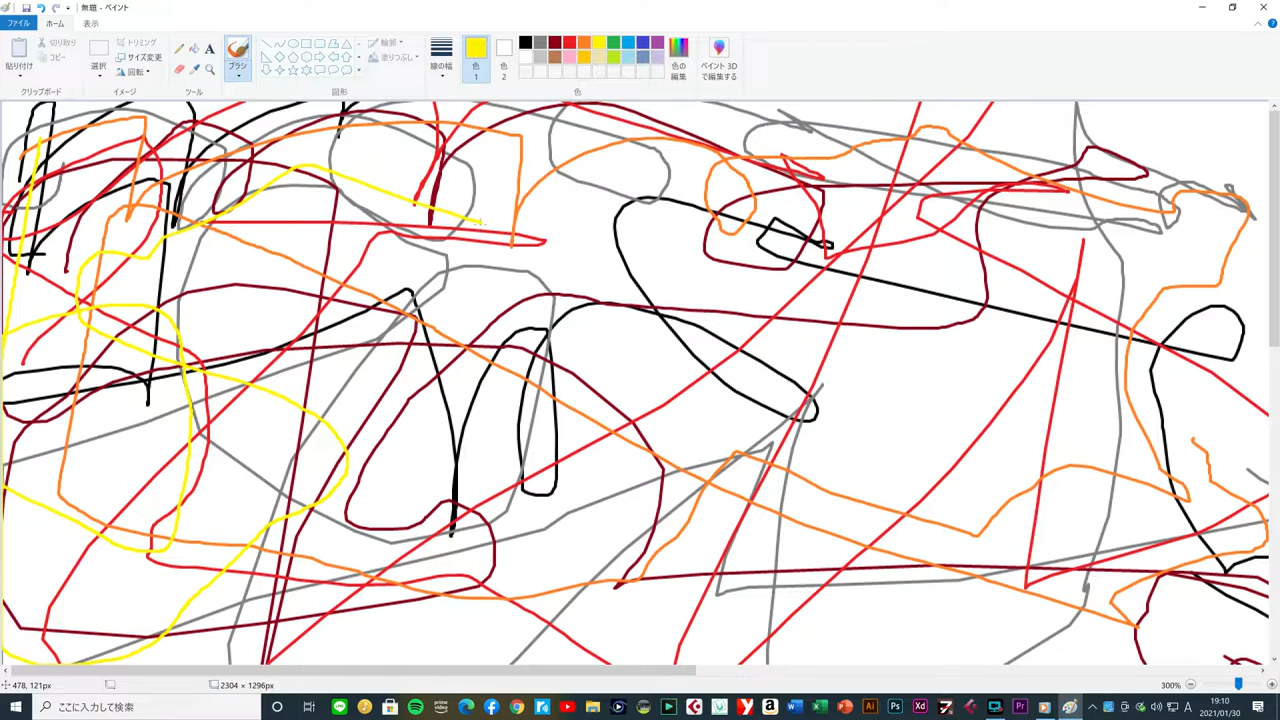 無題 - ペイント
ファイル ホーム 表示
貼り付け 切り取り コピー クリップボード
選択 トリミング サイズ変更 回転 イメージ
A ツール
ブラシ
輪郭 塗りつぶし 図形
線の幅
色 1 色 2 色の編集 色
ペイント 3D で編集する
478, 121px 2304 × 1296px 300%
ここに入力して検索 A 19:10
2021/01/30